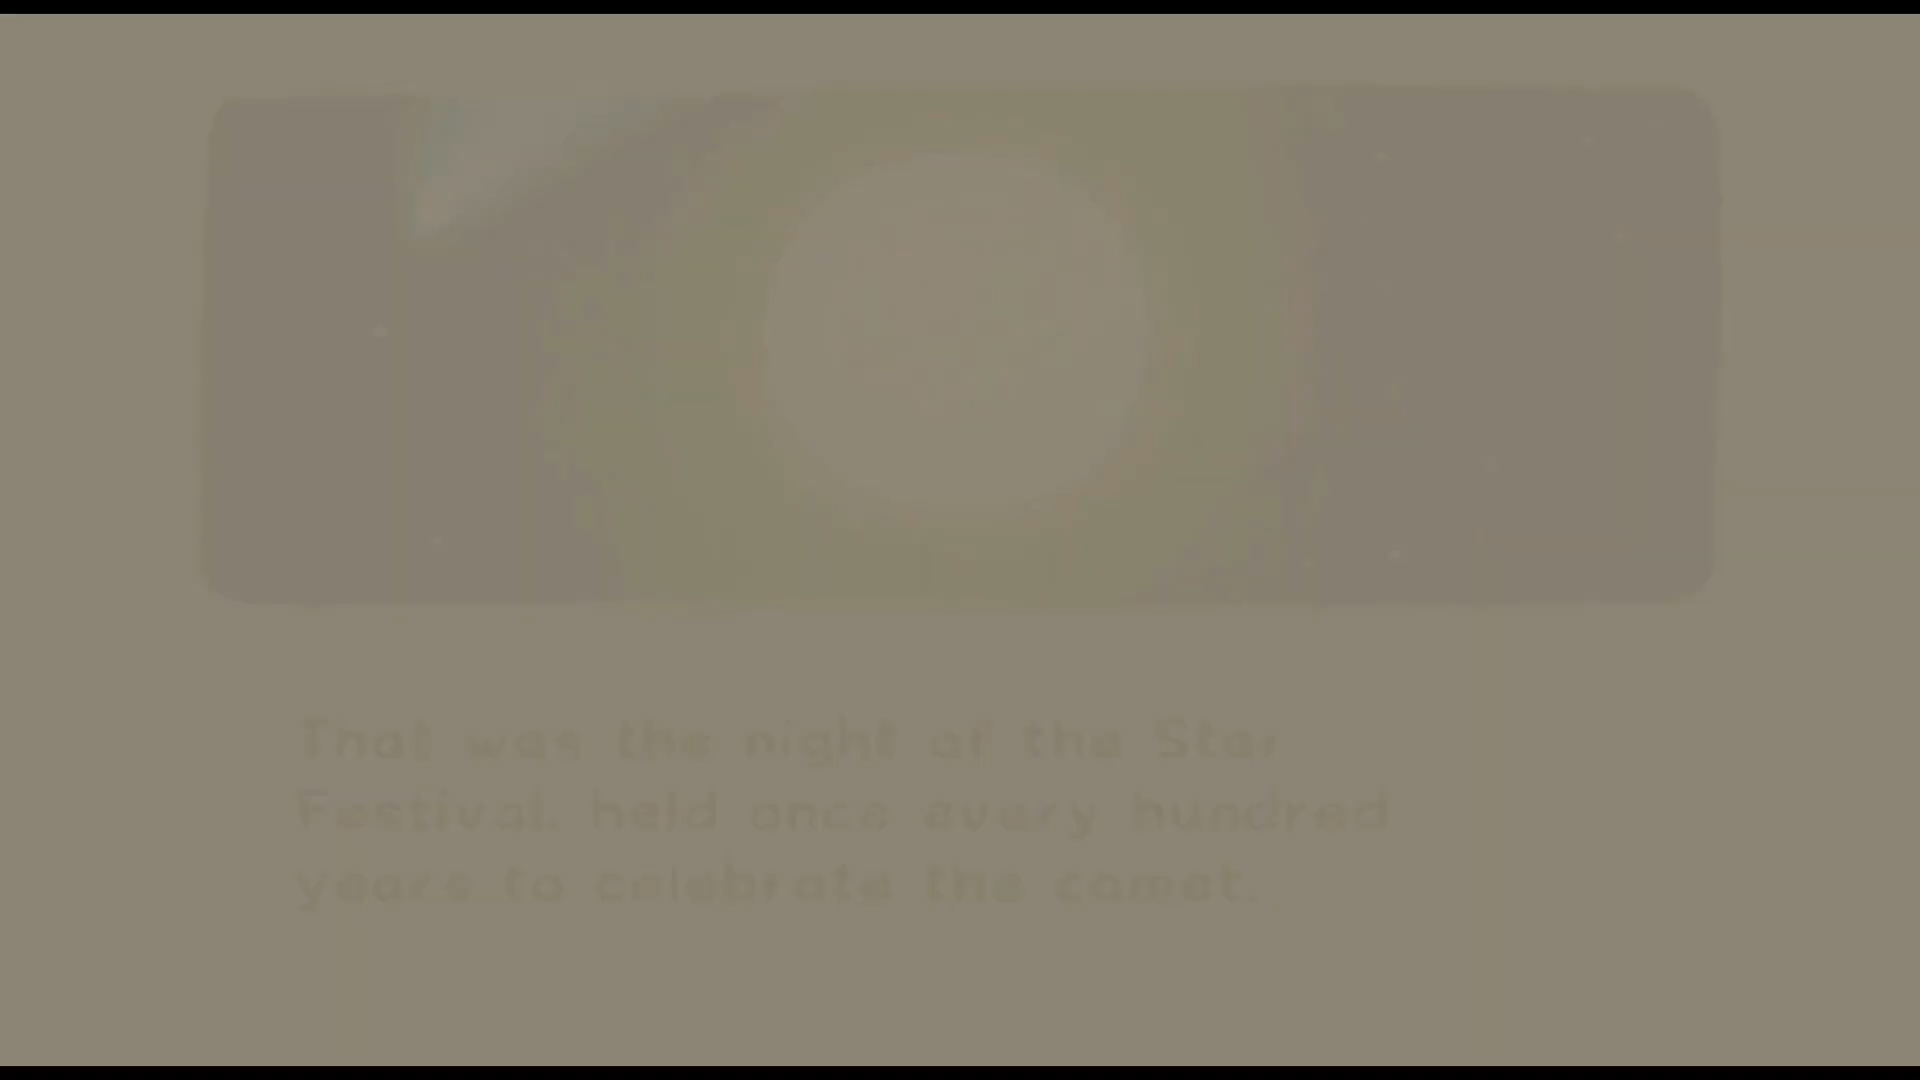 That was the night of the Star
Festival, held once every hundred
years to celebrate the comet.